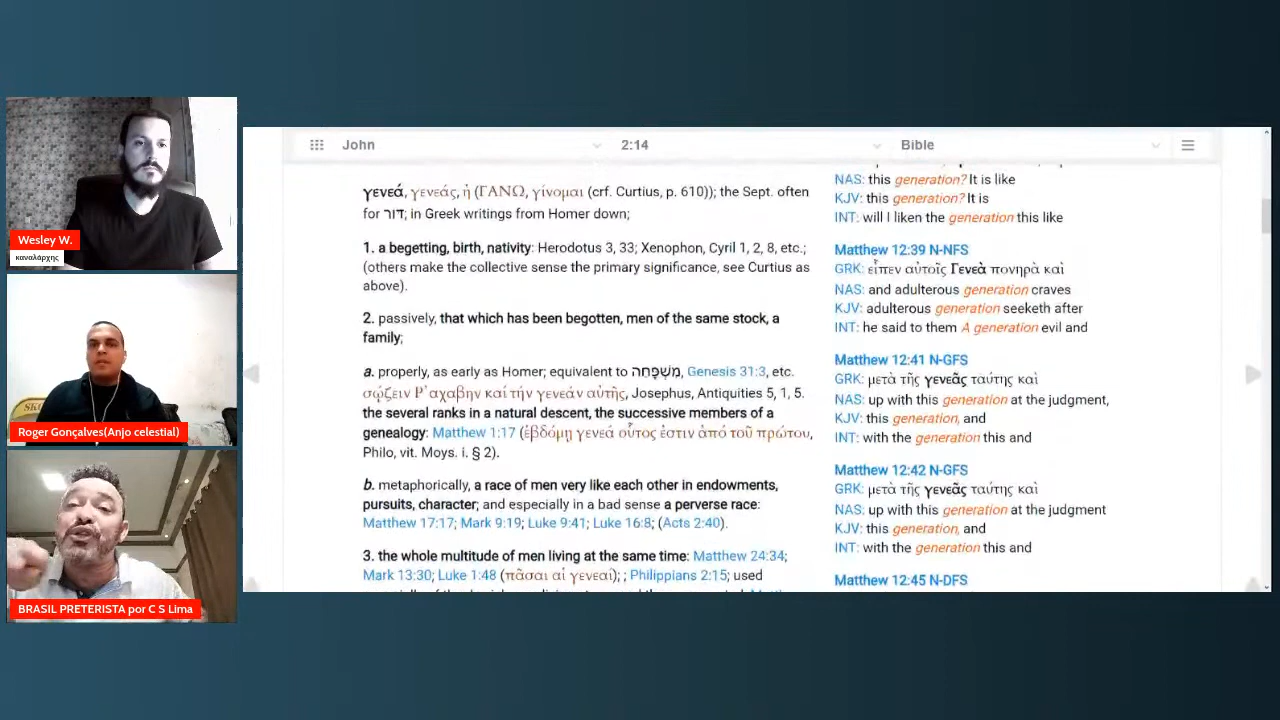 Wesley W.
καναλάρχης
Roger Gonçalves(Anjo celestial)
BRASIL PRETERISTA por C S Lima
John 2:14 Bible
γενεά, γενεάς, ἡ (ΓΑΝΩ, γίνομαι (crf. Curtius, p. 610)); the Sept. often
for דּוׄר; in Greek writings from Homer down;
1. a begetting, birth, nativity: Herodotus 3, 33; Xenophon, Cyril 1, 2, 8, etc.;
(others make the collective sense the primary significance, see Curtius as
above).
2. passively, that which has been begotten, men of the same stock, a
family;
a. properly, as early as Homer; equivalent to מִשְׁפָּחָה, Genesis 31:3, etc.
σῴζειν Ρ᾽αχαβην καί τήν γενεάν αὐτῆς, Josephus, Antiquities 5, 1, 5.
the several ranks in a natural descent, the successive members of a
genealogy: Matthew 1:17 (ἑβδόμῃ γενεά οὗτος ἐστιν ἀπό τοῦ πρώτου,
Philo, vit. Moys. i. § 2).
b. metaphorically, a race of men very like each other in endowments,
pursuits, character; and especially in a bad sense a perverse race:
Matthew 17:17; Mark 9:19; Luke 9:41; Luke 16:8; (Acts 2:40).
3. the whole multitude of men living at the same time: Matthew 24:34;
Mark 13:30; Luke 1:48 (πᾶσαι αἱ γενεαί); ; Philippians 2:15; used
NAS: this generation? It is like
KJV: this generation? It is
INT: will I liken the generation this like
Matthew 12:39 N-NFS
GRK: εἶπεν αὐτοῖς Γενεὰ πονηρὰ καὶ
NAS: and adulterous generation craves
KJV: adulterous generation seeketh after
INT: he said to them A generation evil and
Matthew 12:41 N-GFS
GRK: μετὰ τῆς γενεᾶς ταύτης καὶ
NAS: up with this generation at the judgment,
KJV: this generation, and
INT: with the generation this and
Matthew 12:42 N-GFS
GRK: μετὰ τῆς γενεᾶς ταύτης καὶ
NAS: up with this generation at the judgment
KJV: this generation, and
INT: with the generation this and
Matthew 12:45 N-DFS